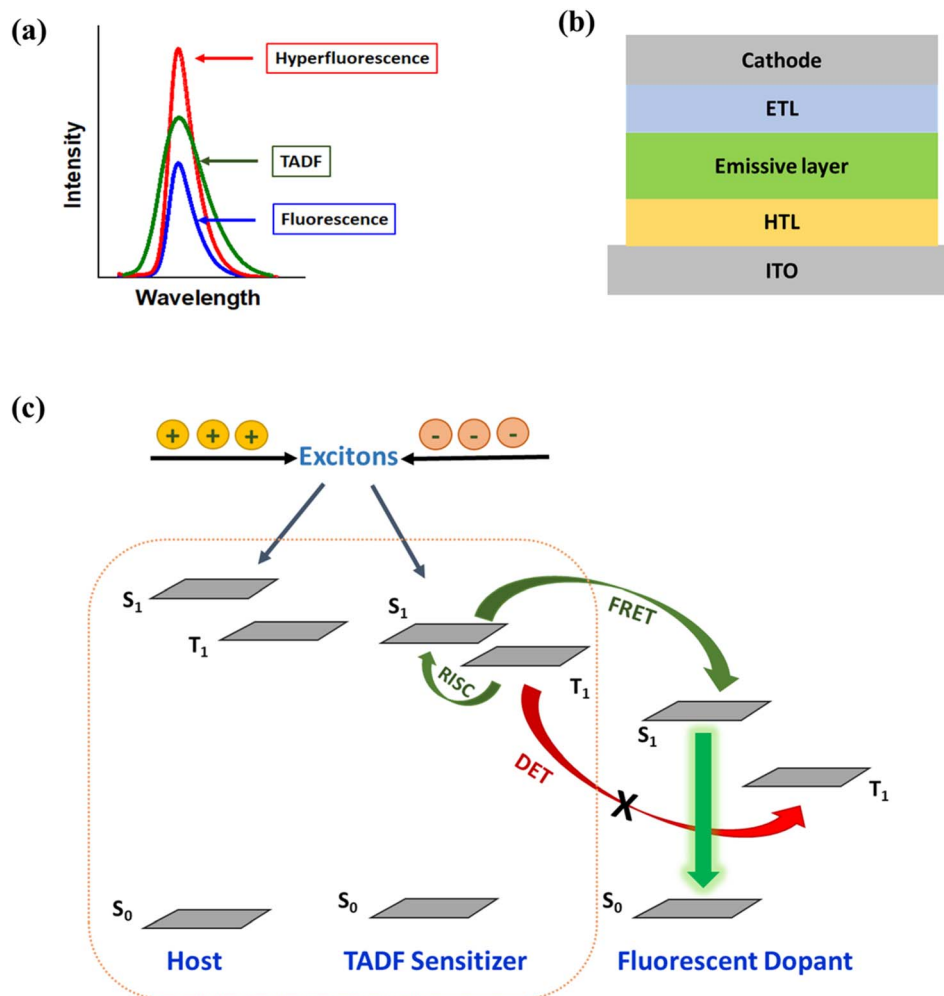 (a)
Hyperfluorescence
TADF
Fluorescence
Intensity
Wavelength
(b)
Cathode
ETL
Emissive layer
HTL
ITO
(c)
+ + +
Excitons
- - -
S1
T1
S1
T1
RISC
FRET
DET
X
S1
T1
S0
S0
S0
Host
TADF Sensitizer
Fluorescent Dopant